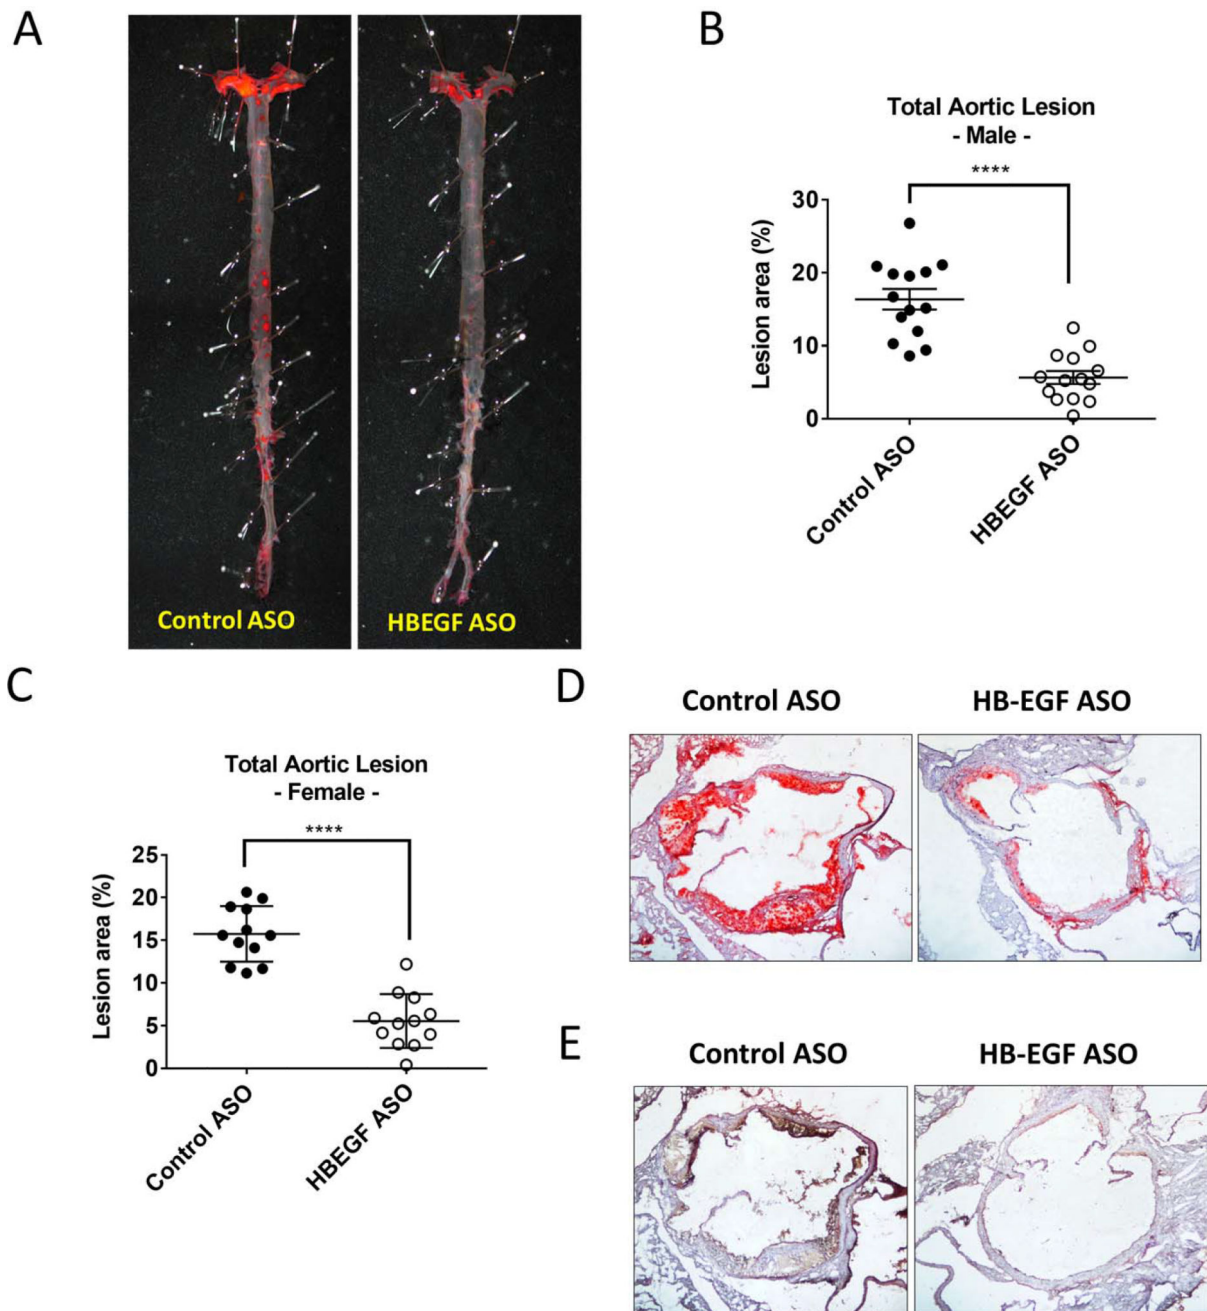 A
Control ASO
HBEGF ASO
B
Total Aortic Lesion
- Male -
****
Lesion area (%)
30
20
10
0
Control ASO
HBEGF ASO
C
Total Aortic Lesion
- Female -
****
Lesion area (%)
25
20
15
10
5
0
Control ASO
HBEGF ASO
D
Control ASO
HB-EGF ASO
E
Control ASO
HB-EGF ASO